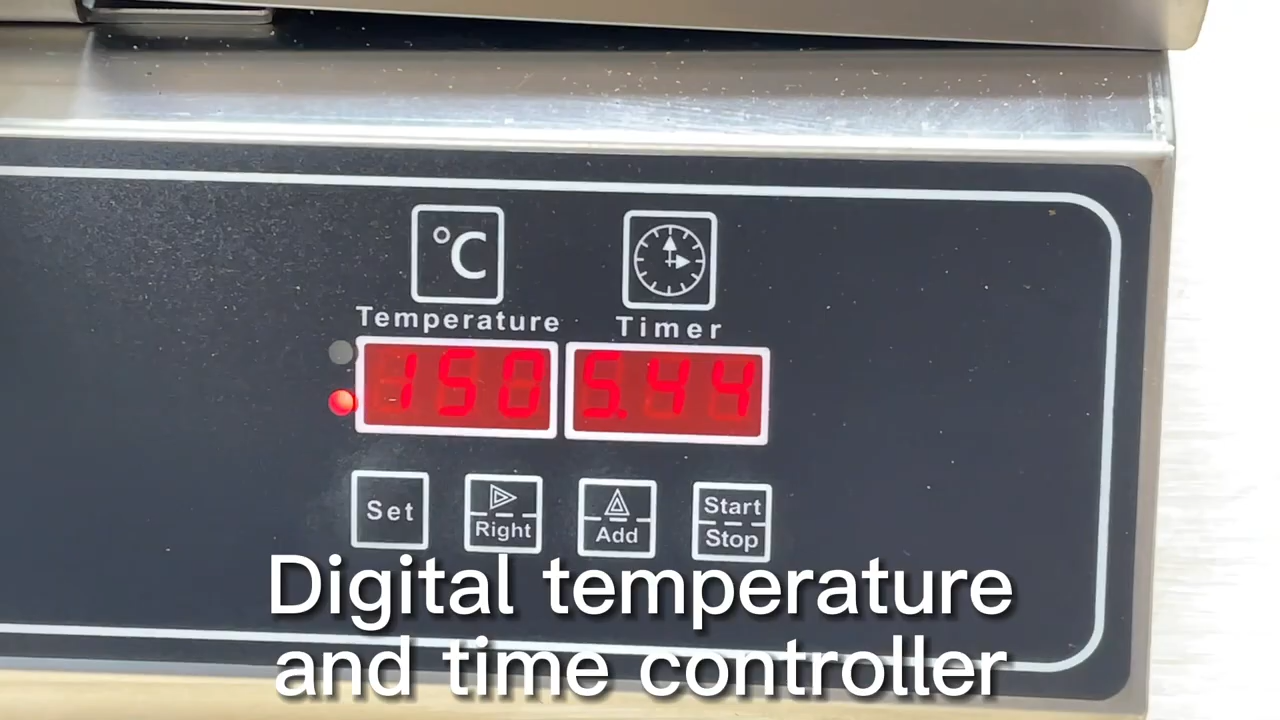 °C
Temperature Timer
150 5.44
Set Right Add Start
Stop
Digital temperature
and time controller